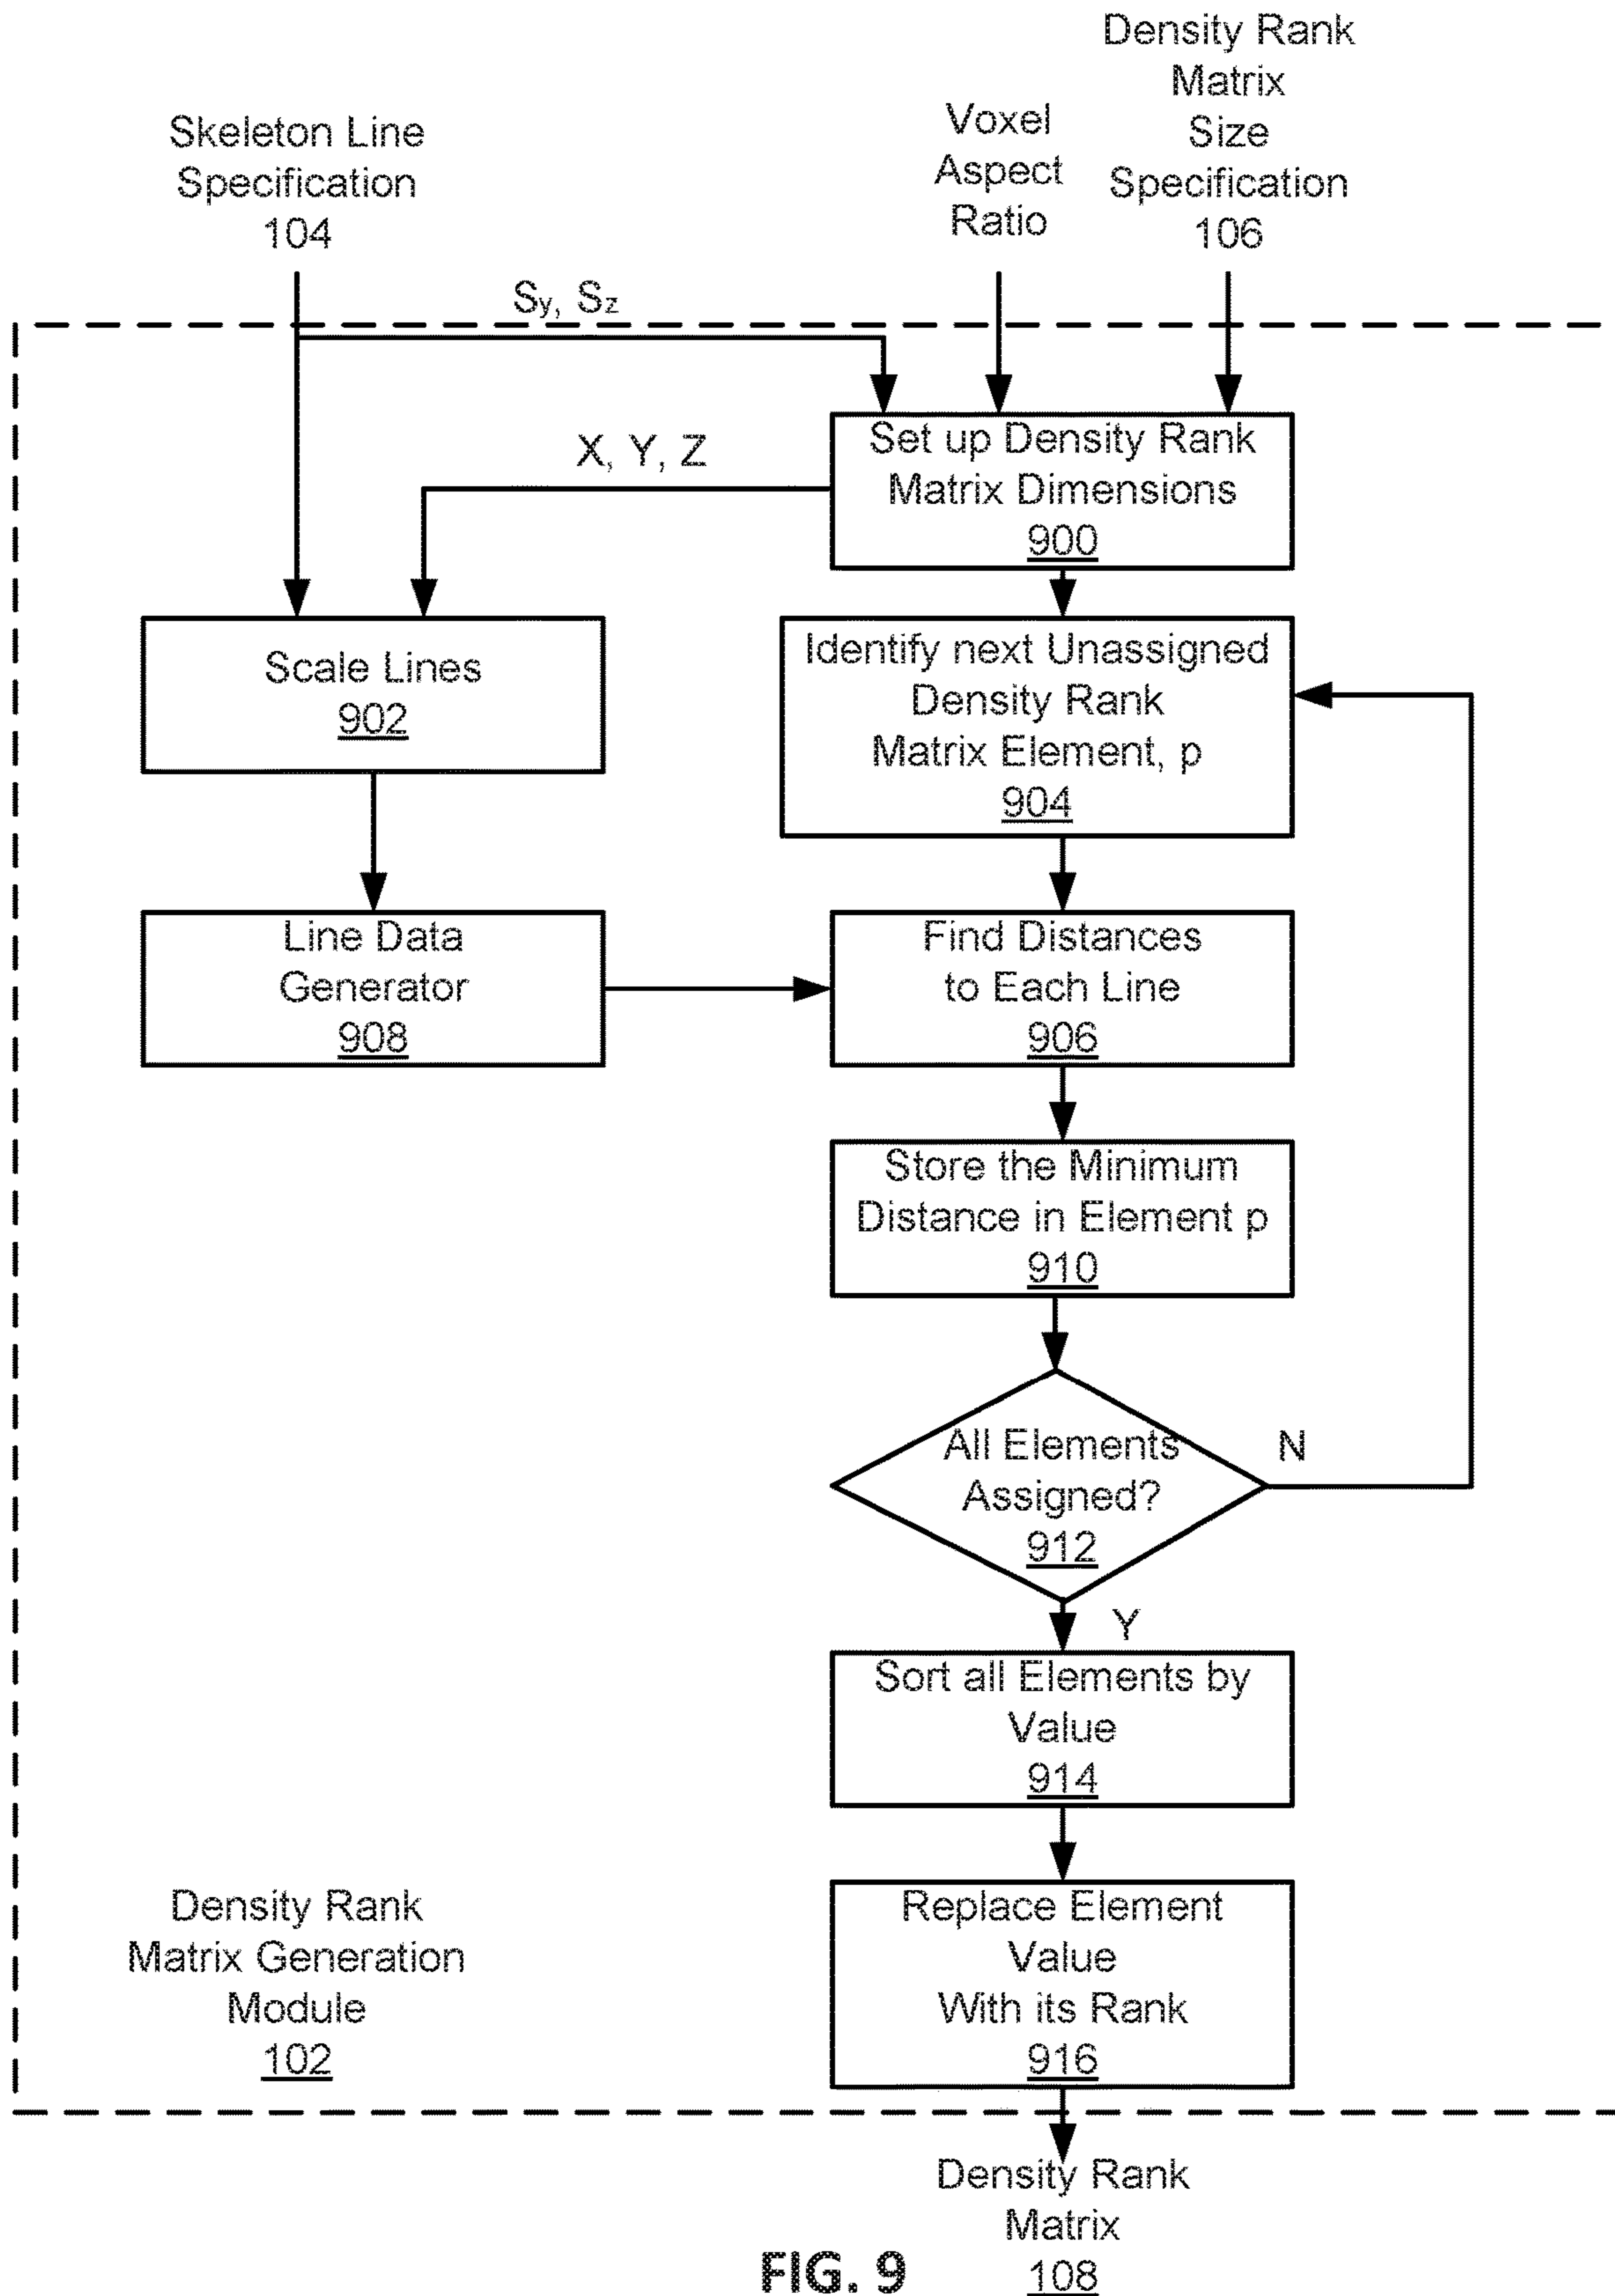 Density Rank
Matrix
Size
Specification
106
Voxel
Aspect
Ratio
Skeleton Line
Specification
104
Sy, Sz
X, Y, Z
Set up Density Rank
Matrix Dimensions
900
Scale Lines
902
Identify next Unassigned
Density Rank
Matrix Element, p
904
Line Data
Generator
908
Find Distances
to Each Line
906
Store the Minimum
Distance in Element p
910
All Elements
Assigned?
912
N
Y
Sort all Elements by
Value
914
Replace Element
Value
With its Rank
916
Density Rank
Matrix Generation
Module
102
Density Rank
Matrix
108
FIG. 9